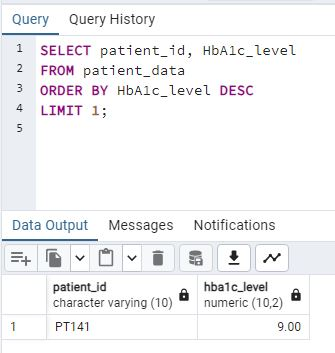 Query Query History
1 SELECT patient_id, HbA1c_level
2 FROM patient_data
3 ORDER BY HbA1c_level DESC
4 LIMIT 1;
5
Data Output Messages Notifications
patient_id hba1c_level
character varying (10) numeric (10,2)
1 PT141 9.00